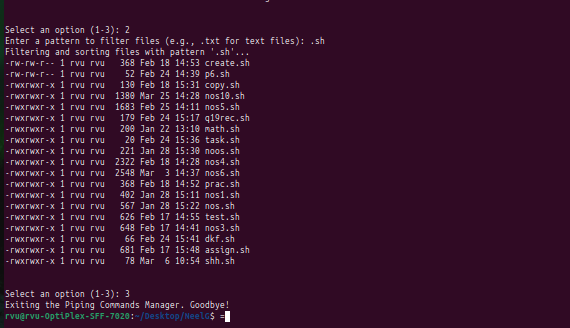 Select an option (1-3): 2
Enter a pattern to filter files (e.g., .txt for text files): .sh
Filtering and sorting files with pattern '.sh'...
-rw-rw-r-- 1 rvu rvu   368 Feb 18 14:53 create.sh
-rw-rw-r-- 1 rvu rvu    52 Feb 24 14:39 p6.sh
-rwxrwxr-x 1 rvu rvu   130 Feb 18 15:31 copy.sh
-rwxrwxr-x 1 rvu rvu  1380 Mar 25 14:28 nos10.sh
-rwxrwxr-x 1 rvu rvu  1683 Feb 25 14:11 nos5.sh
-rwxrwxr-x 1 rvu rvu   179 Feb 24 15:17 q19rec.sh
-rwxrwxr-x 1 rvu rvu   200 Jan 22 13:10 math.sh
-rwxrwxr-x 1 rvu rvu    20 Feb 24 15:36 task.sh
-rwxrwxr-x 1 rvu rvu   221 Jan 28 15:30 noos.sh
-rwxrwxr-x 1 rvu rvu  2322 Feb 18 14:28 nos4.sh
-rwxrwxr-x 1 rvu rvu  2548 Mar  3 14:37 nos6.sh
-rwxrwxr-x 1 rvu rvu   368 Feb 18 14:52 prac.sh
-rwxrwxr-x 1 rvu rvu   402 Jan 28 15:11 nos1.sh
-rwxrwxr-x 1 rvu rvu   567 Jan 28 15:22 nos.sh
-rwxrwxr-x 1 rvu rvu   626 Feb 17 14:55 test.sh
-rwxrwxr-x 1 rvu rvu   648 Feb 17 14:41 nos3.sh
-rwxrwxr-x 1 rvu rvu    66 Feb 24 15:41 dkf.sh
-rwxrwxr-x 1 rvu rvu   681 Feb 17 15:48 assign.sh
-rwxrwxr-x 1 rvu rvu    78 Mar  6 10:54 shh.sh
Select an option (1-3): 3
Exiting the Piping Commands Manager. Goodbye!
rvu@rvu-OptiPlex-SFF-7020:~/Desktop/NeelG$ =